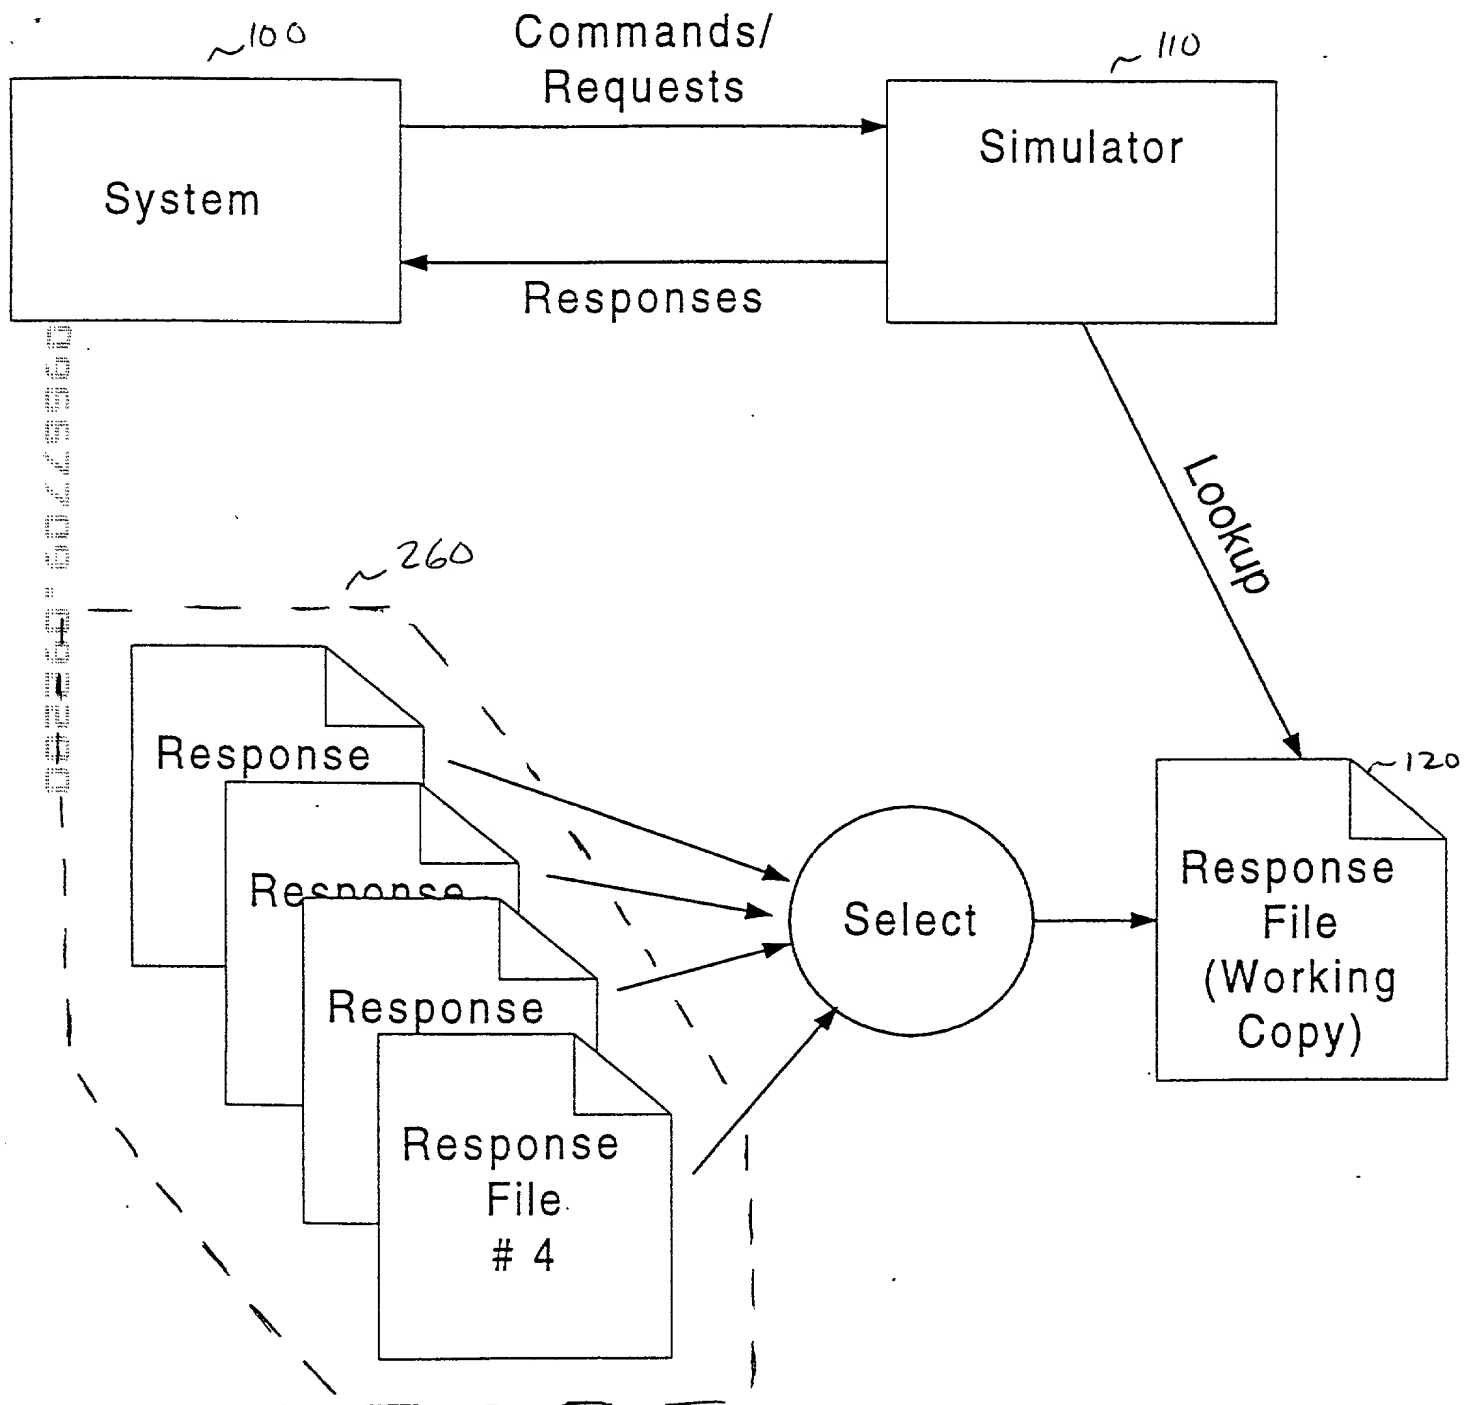 ~100
Commands/
Requests
~110
System
Simulator
Responses
Lookup
~260
Response
Response
Response
Response
File
# 4
Select
~120
Response
File
(Working
Copy)